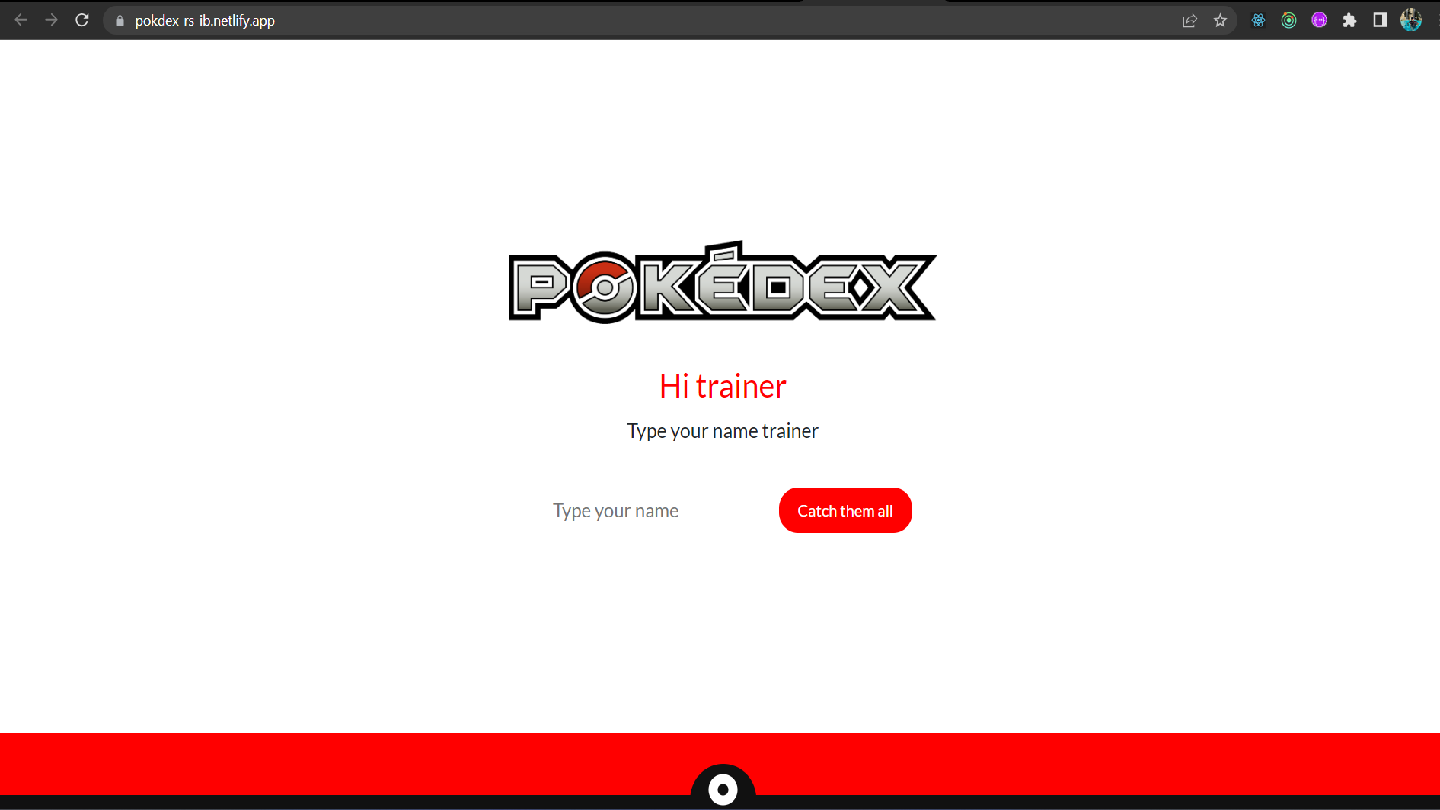 pokdex-rs-ib.netlify.app
POKÉDEX
Hi trainer
Type your name trainer
Type your name
Catch them all